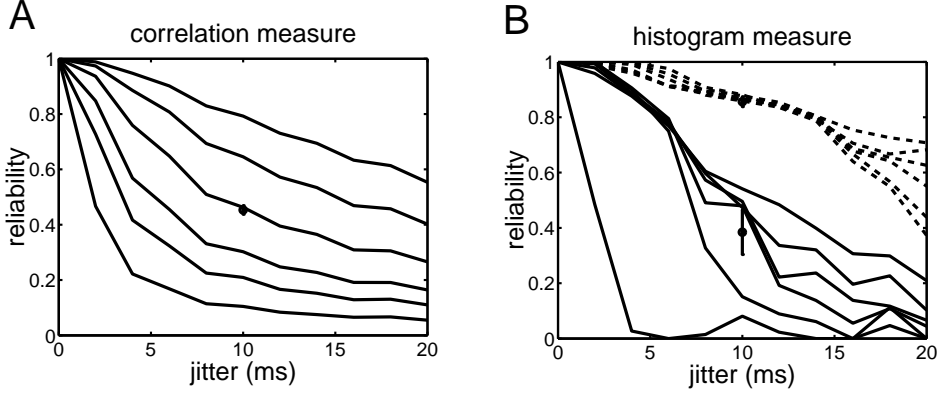 A
correlation measure
1
0.8
0.6
0.4
0.2
0
reliability
0 5 10 15 20
jitter (ms)
B
histogram measure
1
0.8
0.6
0.4
0.2
0
reliability
0 5 10 15 20
jitter (ms)